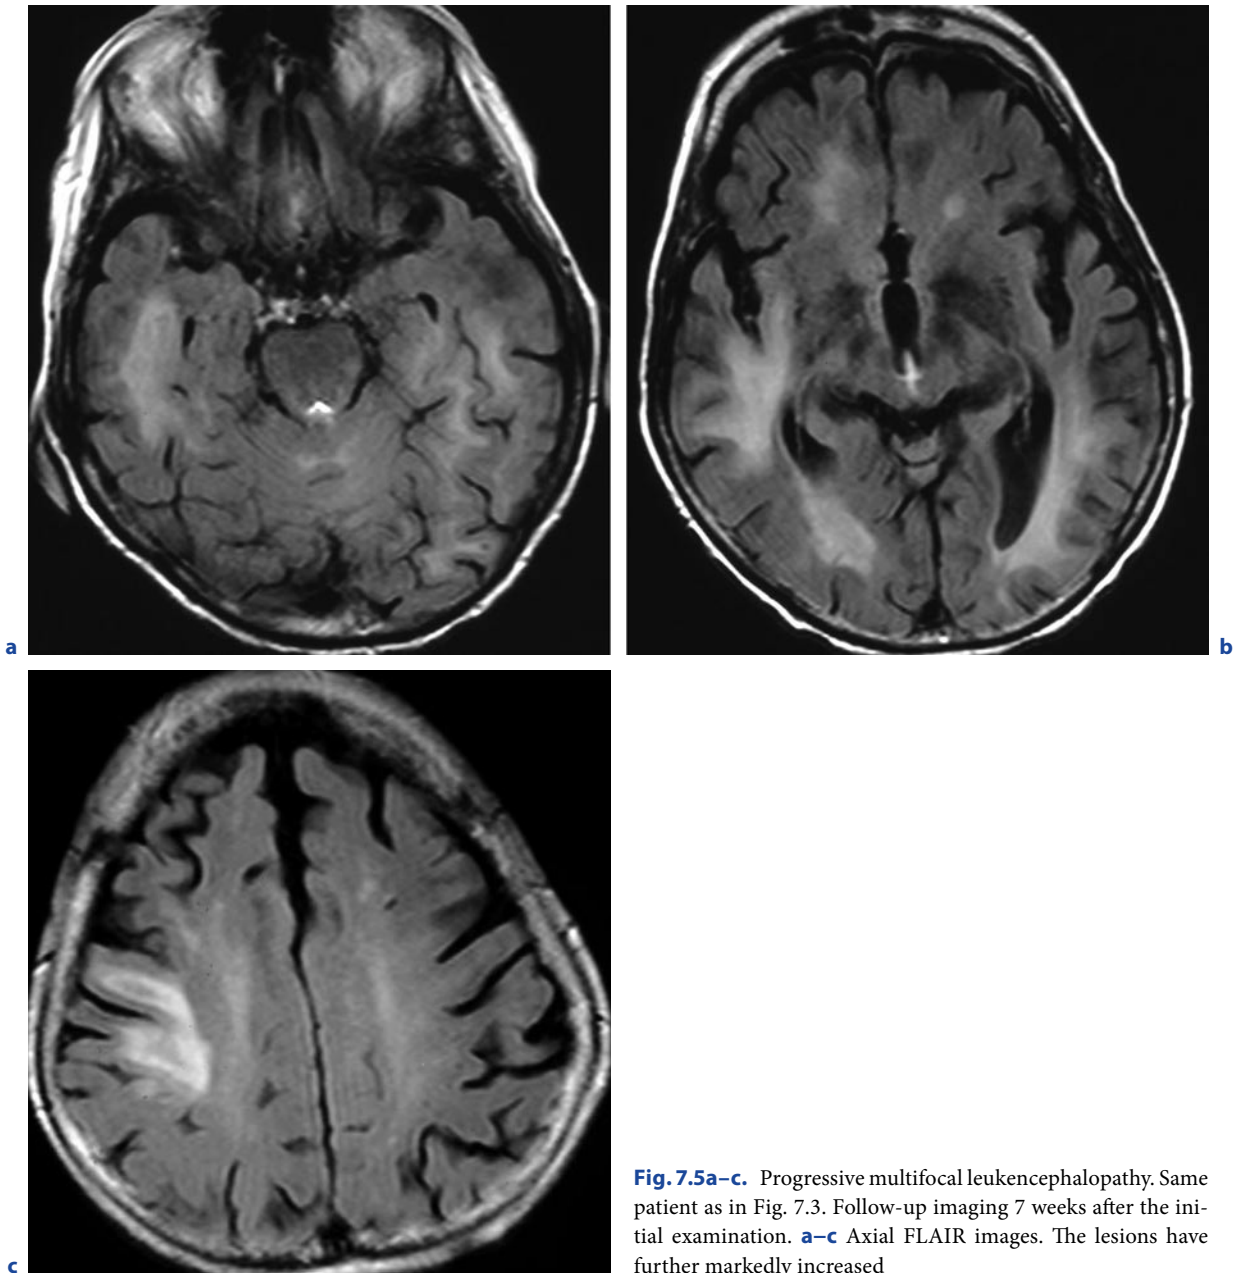 a
b
c
Fig. 7.5a–c. Progressive multifocal leukencephalopathy. Same
patient as in Fig. 7.3. Follow-up imaging 7 weeks after the ini-
tial examination. a–c Axial FLAIR images. The lesions have
further markedly increased